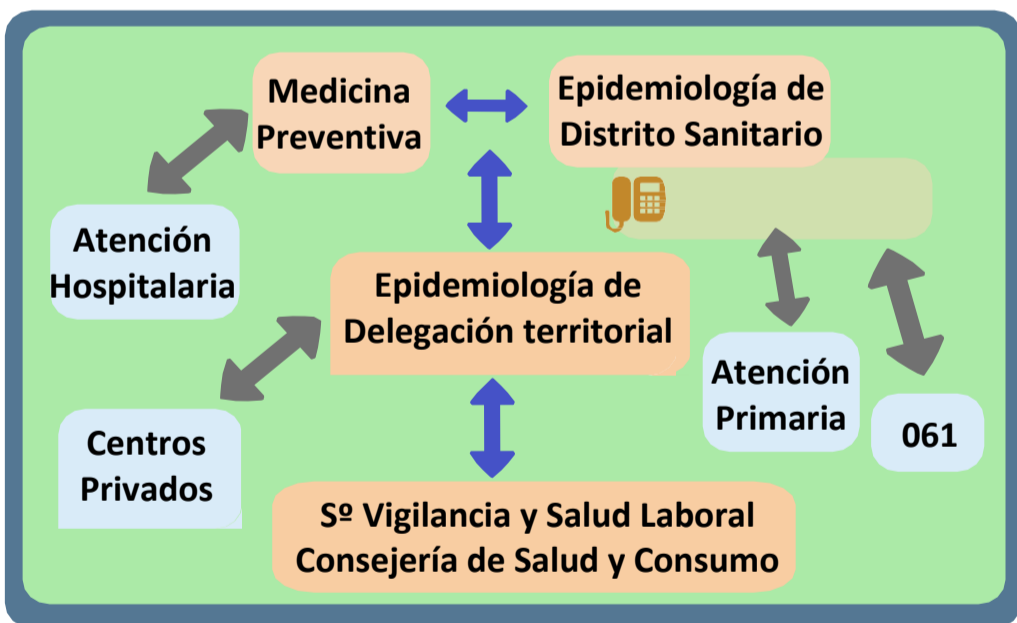 Medicina
Preventiva
Epidemiología de
Distrito Sanitario
Atención
Hospitalaria
Epidemiología de
Delegación territorial
Atención
Primaria
061
Centros
Privados
Sº Vigilancia y Salud Laboral
Consejería de Salud y Consumo